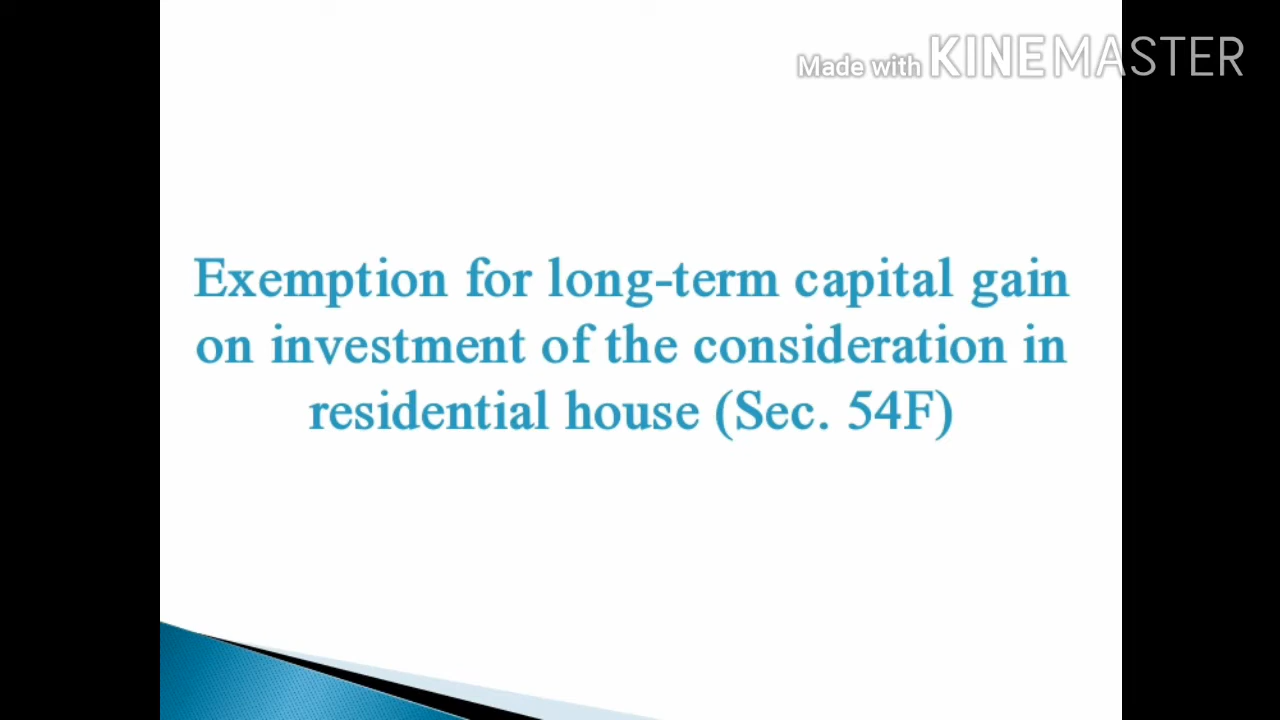 Made with KINEMASTER
Exemption for long-term capital gain
on investment of the consideration in
residential house (Sec. 54F)